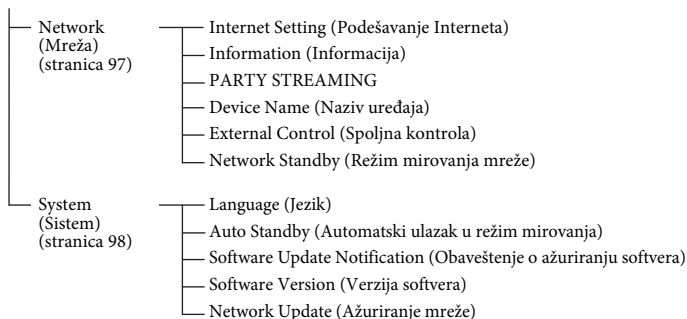 Network
(Mreža)
(stranica 97)
Internet Setting (Podešavanje Interneta)
Information (Informacija)
PARTY STREAMING
Device Name (Naziv uređaja)
External Control (Spoljna kontrola)
Network Standby (Režim mirovanja mreže)
System
(Sistem)
(stranica 98)
Language (Jezik)
Auto Standby (Automatski ulazak u režim mirovanja)
Software Update Notification (Obaveštenje o ažuriranju softvera)
Software Version (Verzija softvera)
Network Update (Ažuriranje mreže)